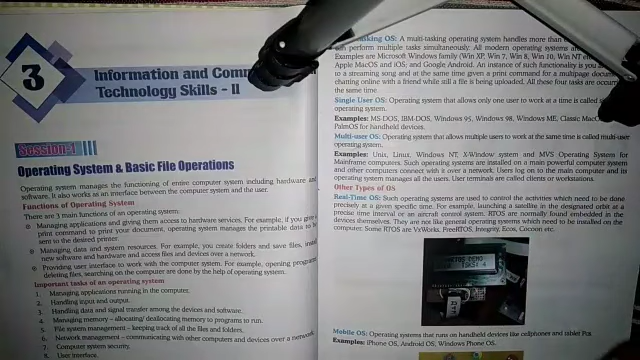 3
Information and Com
Technology Skills - II
Session-1
Operating System & Basic File Operations
Operating system manages the functioning of entire computer system including hardware and
software. It also works as an interface between the computer system and the user.
Functions of Operating System
There are 3 main functions of an operating system:
Managing applications and giving them access to hardware services. For example, if you give a
print command to print your document, operating system manages the printable data to be
sent to the desired printer.
Managing data and system resources. For example, you create folders and save files, install
new software and hardware and access files and devices over a network.
Providing user interface to work with the computer system. For example, opening programs
deleting files, searching on the computer are done by the help of operating system.
Important tasks of an operating system
1. Managing applications running in the computer.
2. Handling input and output.
3. Handling data and signal transfer among the devices and software.
4. Managing memory – allocating/deallocating memory to programs to run.
5. File system management – keeping track of all the files and folders.
6. Network management – communicating with other computers and devices over a network
7. Computer system security.
8. User interface.
king OS: A multi-tasking operating system handles more than
perform multiple tasks simultaneously. All modern operating systems are
Examples are Microsoft Windows family (Win XP, Win 7, Win 8, Win 10, Win NT
Apple MacOS and iOS, and Google Android. An instance of such functionality is
to a streaming song and at the same time given a print command for a multipage
chatting online with a friend while still a file is being uploaded. All these four tasks are
the same time.
Single User OS: Operating system that allows only one user to work at a time is called
operating system.
Examples: MS-DOS, IBM-DOS, Windows 95, Windows 98, Windows ME, Classic
PalmOS for handheld devices.
Multi-user OS: Operating system that allows multiple users to work at the same time is called multi-user
operating system.
Examples: Unix, Linux, Windows NT, X-Window system and MVS Operating System for
Mainframe computers. Such operating systems are installed on a main powerful computer system
and other computers connect with it over a network. Users log on to the main computer and its
operating system manages all the users. User terminals are called clients or workstations.
Other Types of OS
Real-Time OS: Such operating systems are used to control the activities which need to be done
precisely at a given specific time. For example, launching a satellite in the designated orbit at a
precise time interval or an aircraft control system. RTOS are normally found embedded in the
devices themselves. They are not like general operating systems which need to be installed on the
computer. Some RTOS are VxWorks, FreeRTOS, Integrity, Ecos, Cocoon etc.
RTOS DEMO
TSK5: 4
Mobile OS: Operating systems that runs on handheld devices like cellphones and tablet Pcs.
Examples: iPhone OS, Android OS, Windows Phone OS.